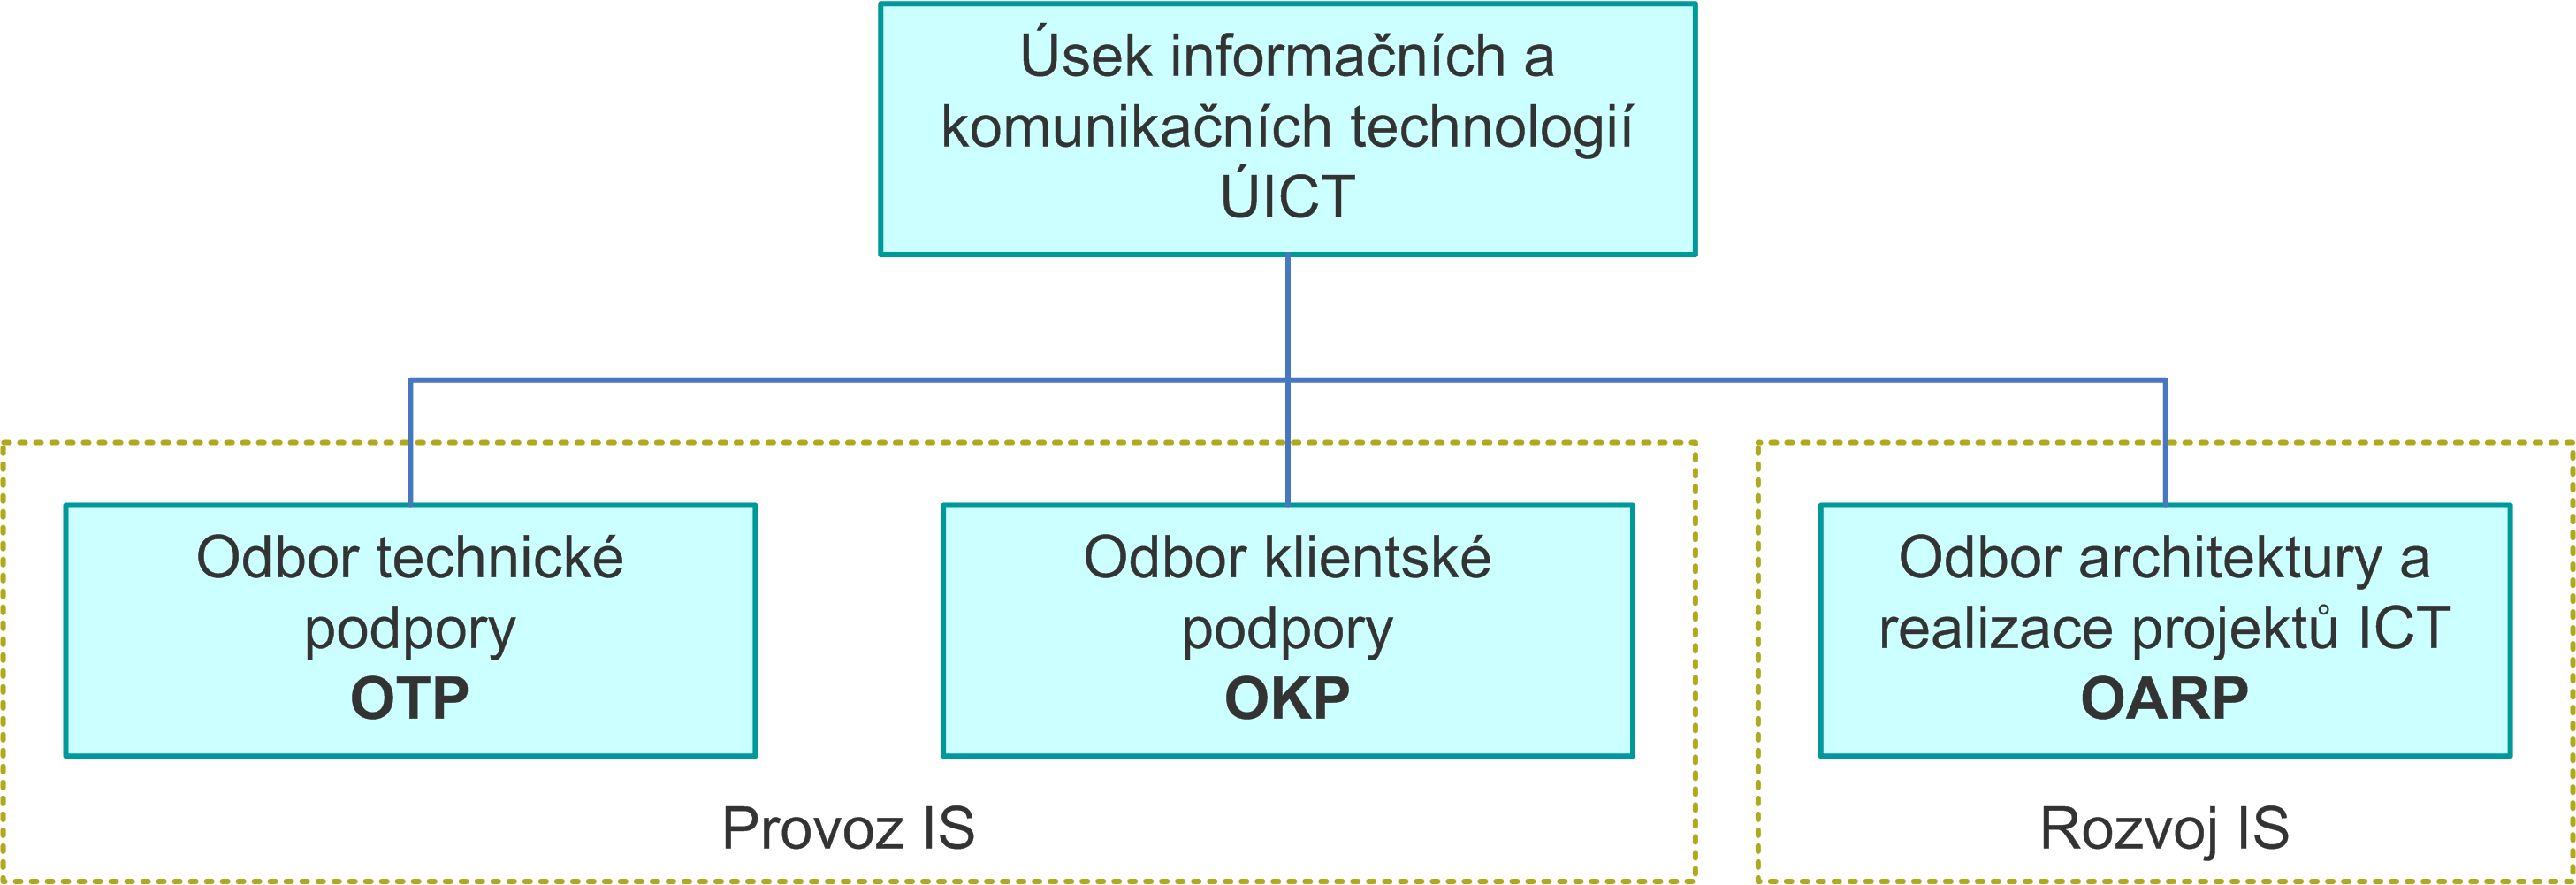 Úsek informačních a
komunikačních technologií
ÚICT
Odbor technické
podpory
OTP
Odbor klientské
podpory
OKP
Odbor architektury a
realizace projektů ICT
OARP
Provoz IS
Rozvoj IS